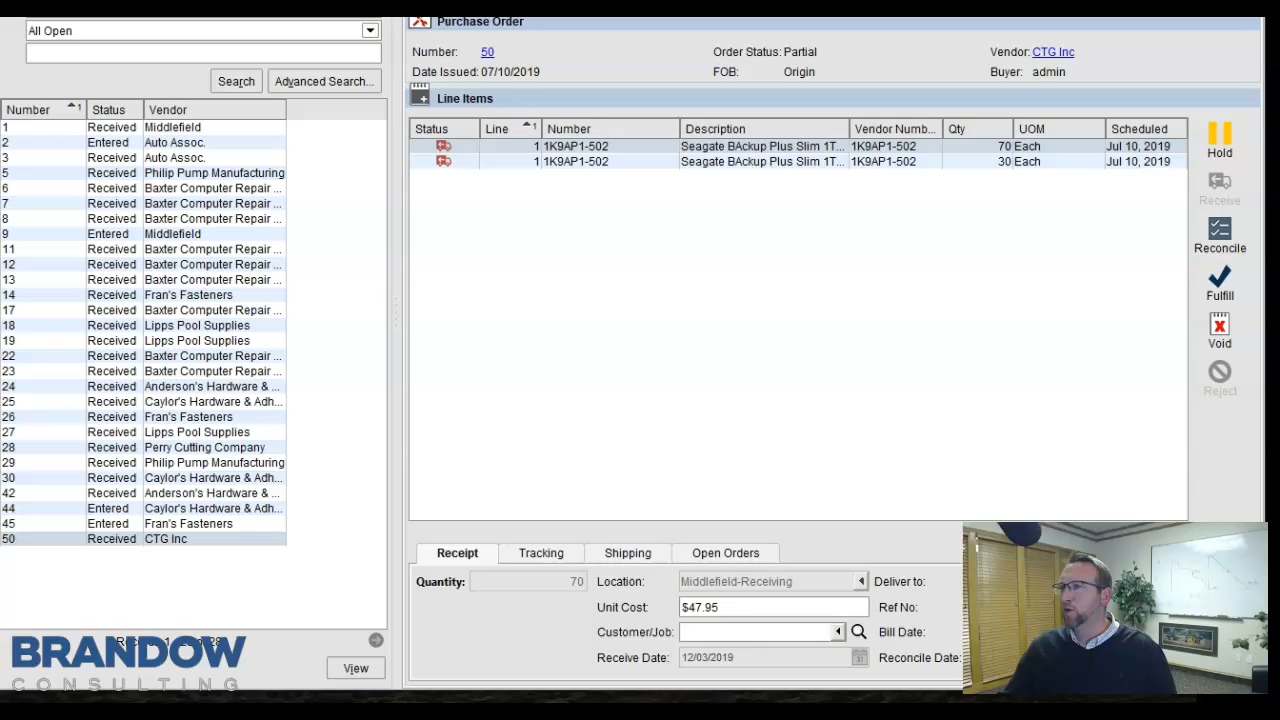 All Open
Search Advanced Search...
Number 1 Status Vendor
1 Received Middlefield
2 Entered Auto Assoc.
3 Received Auto Assoc.
5 Received Philip Pump Manufacturing
6 Received Baxter Computer Repair ...
7 Received Baxter Computer Repair ...
8 Received Baxter Computer Repair ...
9 Entered Middlefield
11 Received Baxter Computer Repair ...
12 Received Baxter Computer Repair ...
13 Received Baxter Computer Repair ...
14 Received Fran's Fasteners
17 Received Baxter Computer Repair ...
18 Received Lipps Pool Supplies
19 Received Lipps Pool Supplies
22 Received Baxter Computer Repair ...
23 Received Baxter Computer Repair ...
24 Received Anderson's Hardware & ...
25 Received Caylor's Hardware & Adh...
26 Received Fran's Fasteners
27 Received Lipps Pool Supplies
28 Received Perry Cutting Company
29 Received Philip Pump Manufacturing
30 Received Caylor's Hardware & Adh...
42 Received Anderson's Hardware & ...
44 Entered Caylor's Hardware & Adh...
45 Entered Fran's Fasteners
50 Received CTG Inc
BRANDOW
CONSULTING
View
Purchase Order
Number: 50 Order Status: Partial Vendor: CTG Inc
Date Issued: 07/10/2019 FOB: Origin Buyer: admin
Line Items
Status Line 1 Number Description Vendor Numb... Qty UOM Scheduled
1 1K9AP1-502 Seagate BAckup Plus Slim 1T... 1K9AP1-502 70 Each Jul 10, 2019
1 1K9AP1-502 Seagate BAckup Plus Slim 1T... 1K9AP1-502 30 Each Jul 10, 2019
Hold
Receive
Reconcile
Fulfill
Void
Reject
Receipt Tracking Shipping Open Orders
Quantity: 70 Location: Middlefield-Receiving Deliver to:
Unit Cost: $47.95 Ref No:
Customer/Job: Bill Date:
Receive Date: 12/03/2019 Reconcile Date: